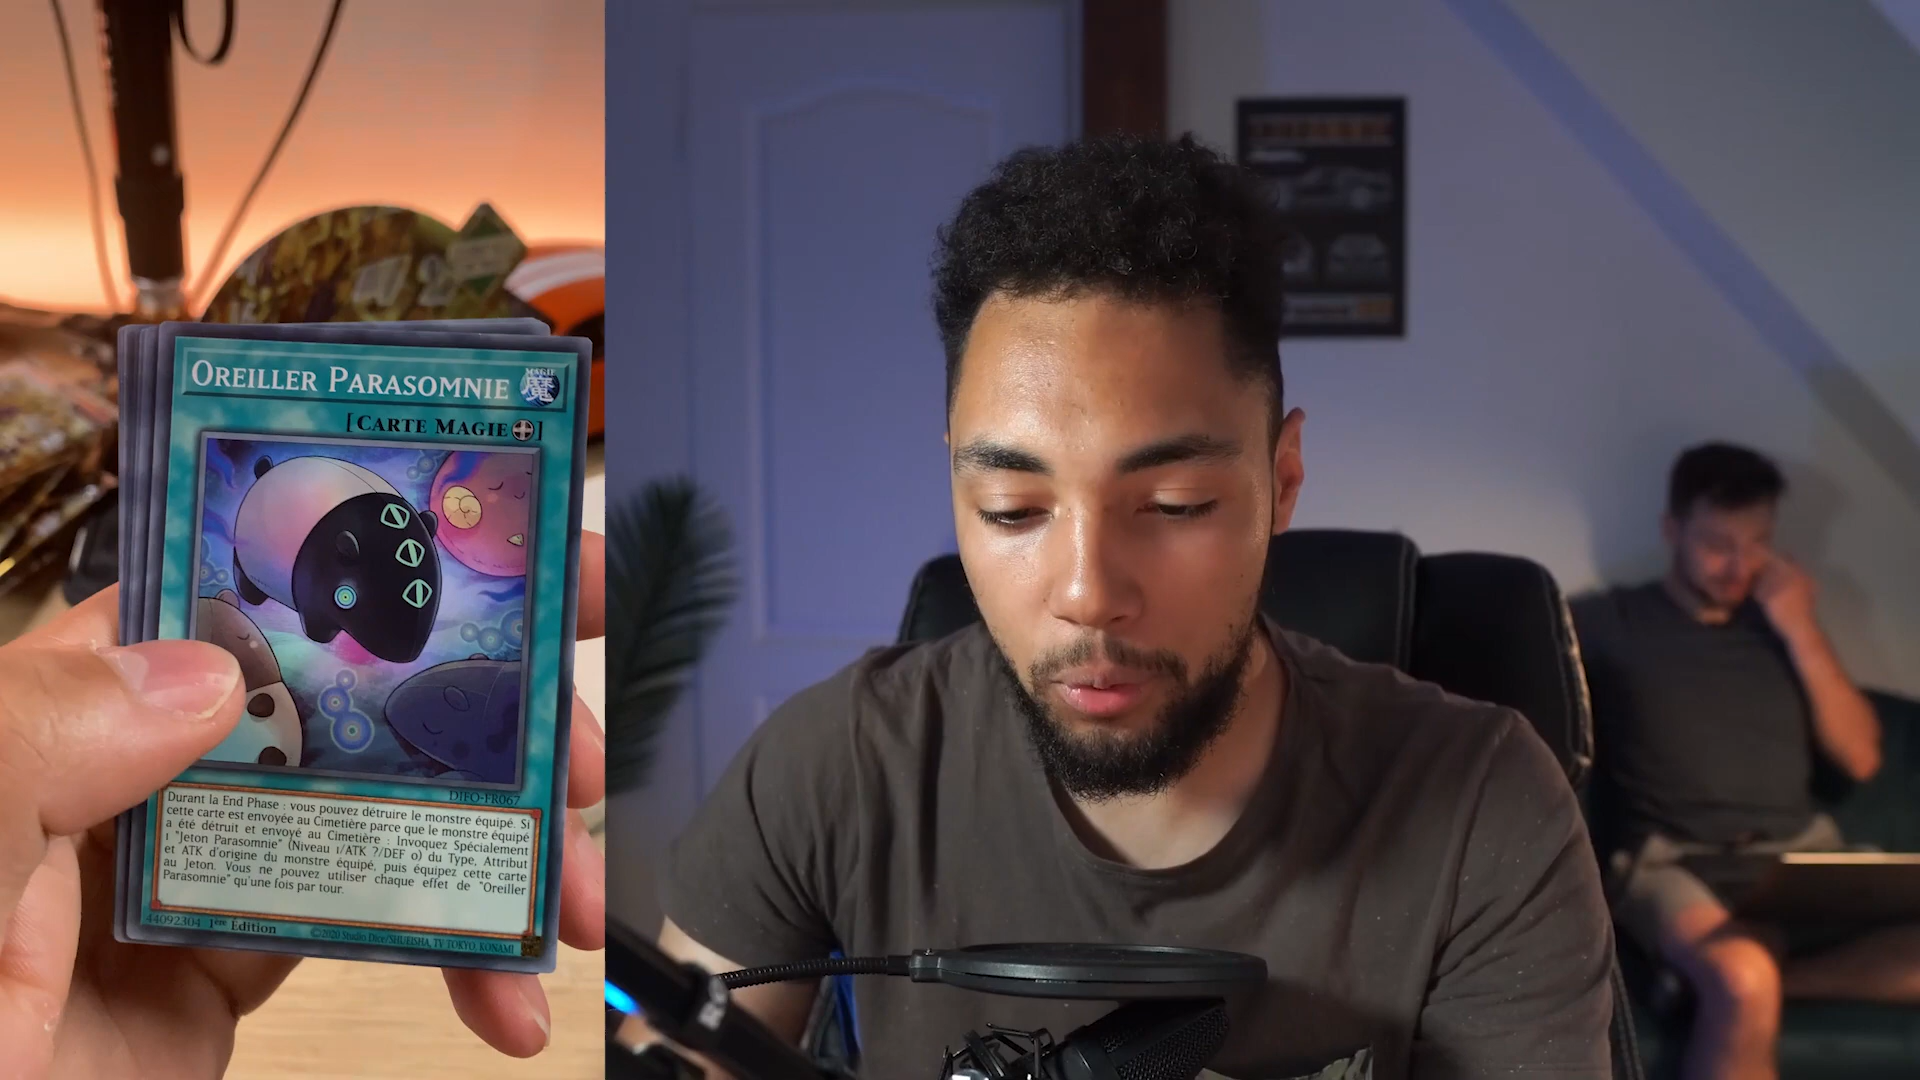 OREILLER PARASOMNIE
MAGIE
魔
[CARTE MAGIE]
DIFO-FR067
Durant la End Phase : vous pouvez détruire le monstre équipé. Si
cette carte est envoyée au Cimetière parce que le monstre équipé
a été détruit et envoyé au Cimetière : Invoquez Spécialement
1 "Jeton Parasomnie" (Niveau 1/ATK ?/DEF 0) du Type, Attribut
et ATK d'origine du monstre équipé, puis équipez cette carte
au Jeton. Vous ne pouvez utiliser chaque effet de "Oreiller
Parasomnie" qu'une fois par tour.
44092304 1ère Édition
©2020 Studio Dice/SHUEISHA, TV TOKYO, KONAMI